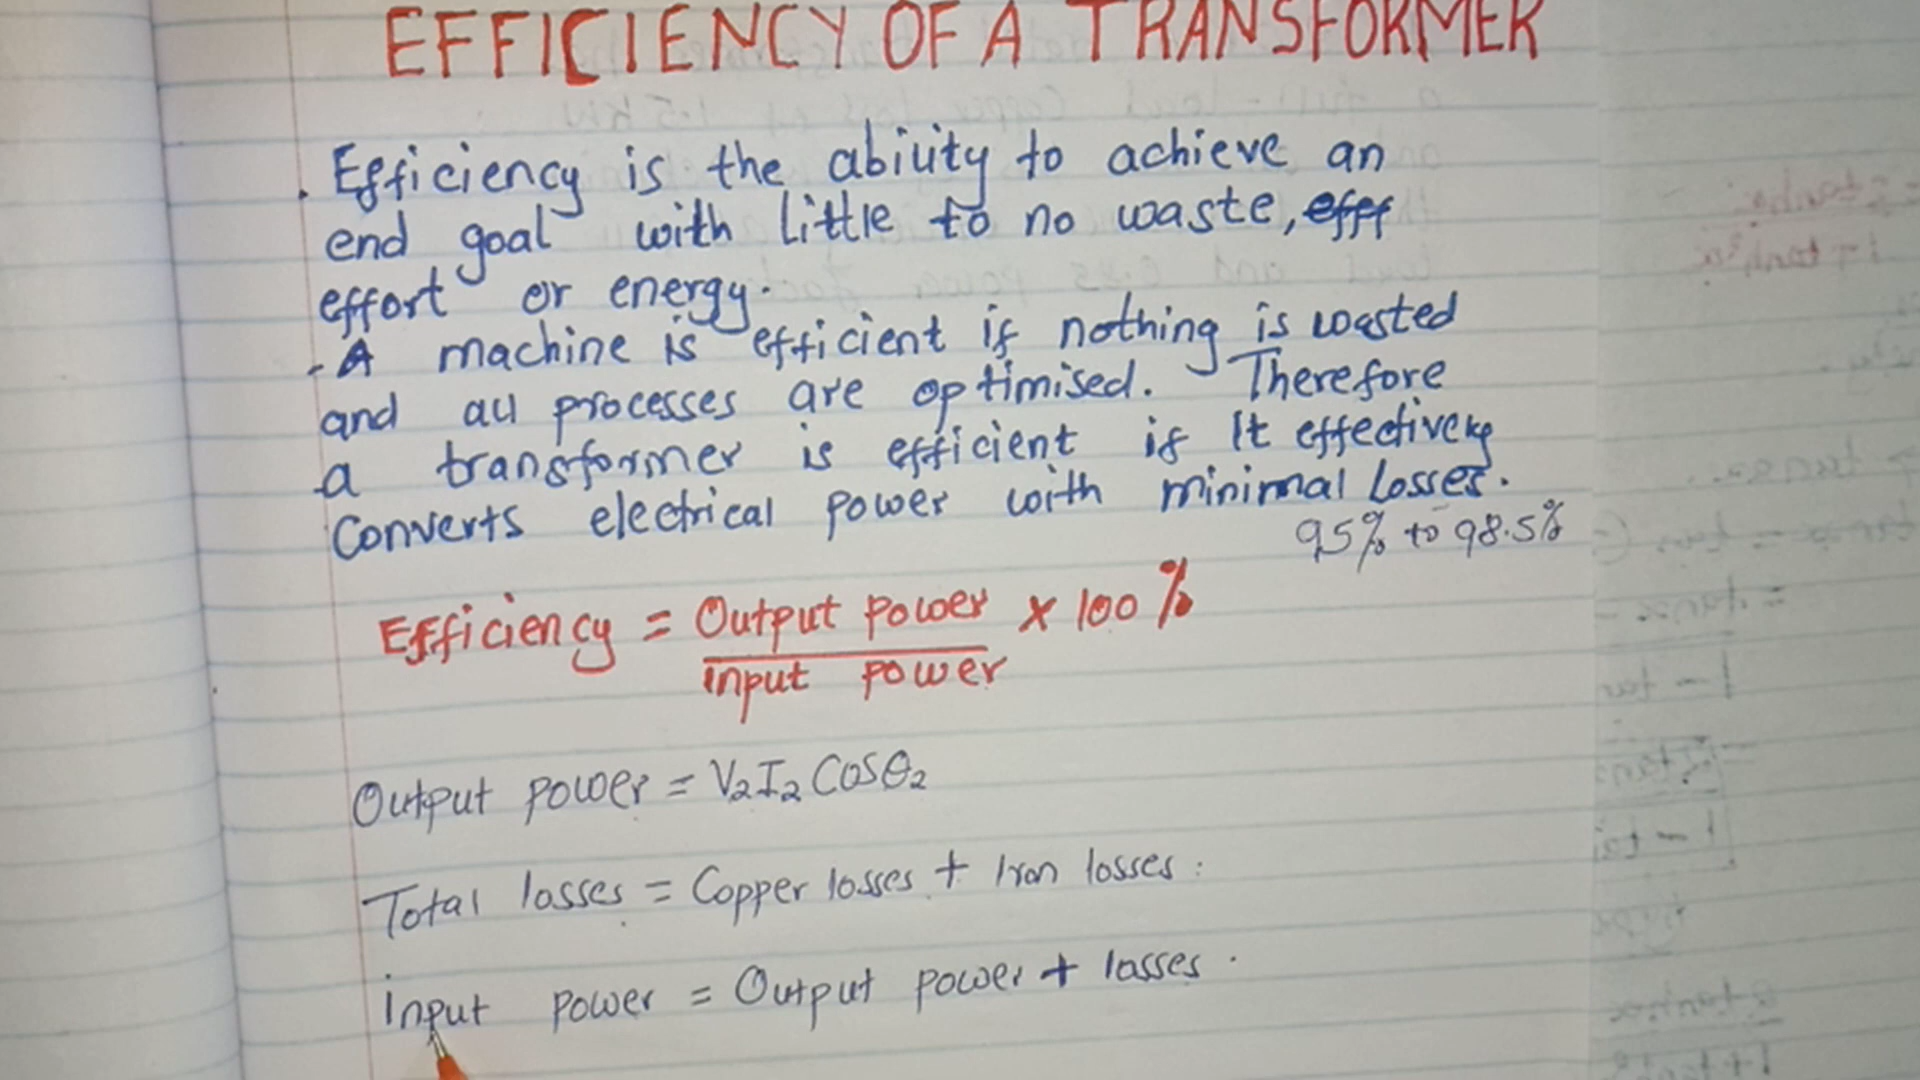 EFFICIENCY OF A TRANSFORMER
. Efficiency is the ability to achieve an
end goal with little to no waste, efff
effort or energy.
- A machine is efficient if nothing is wasted
and all processes are optimised. Therefore
a transformer is efficient if It effectively
Converts electrical power with minimal Losses.
95% to 98.5%
Efficiency = Output power × 100%
input power
Output power = V₂I₂ Cosθ₂
Total losses = Copper losses + Iron losses.
Input power = Output power + losses.